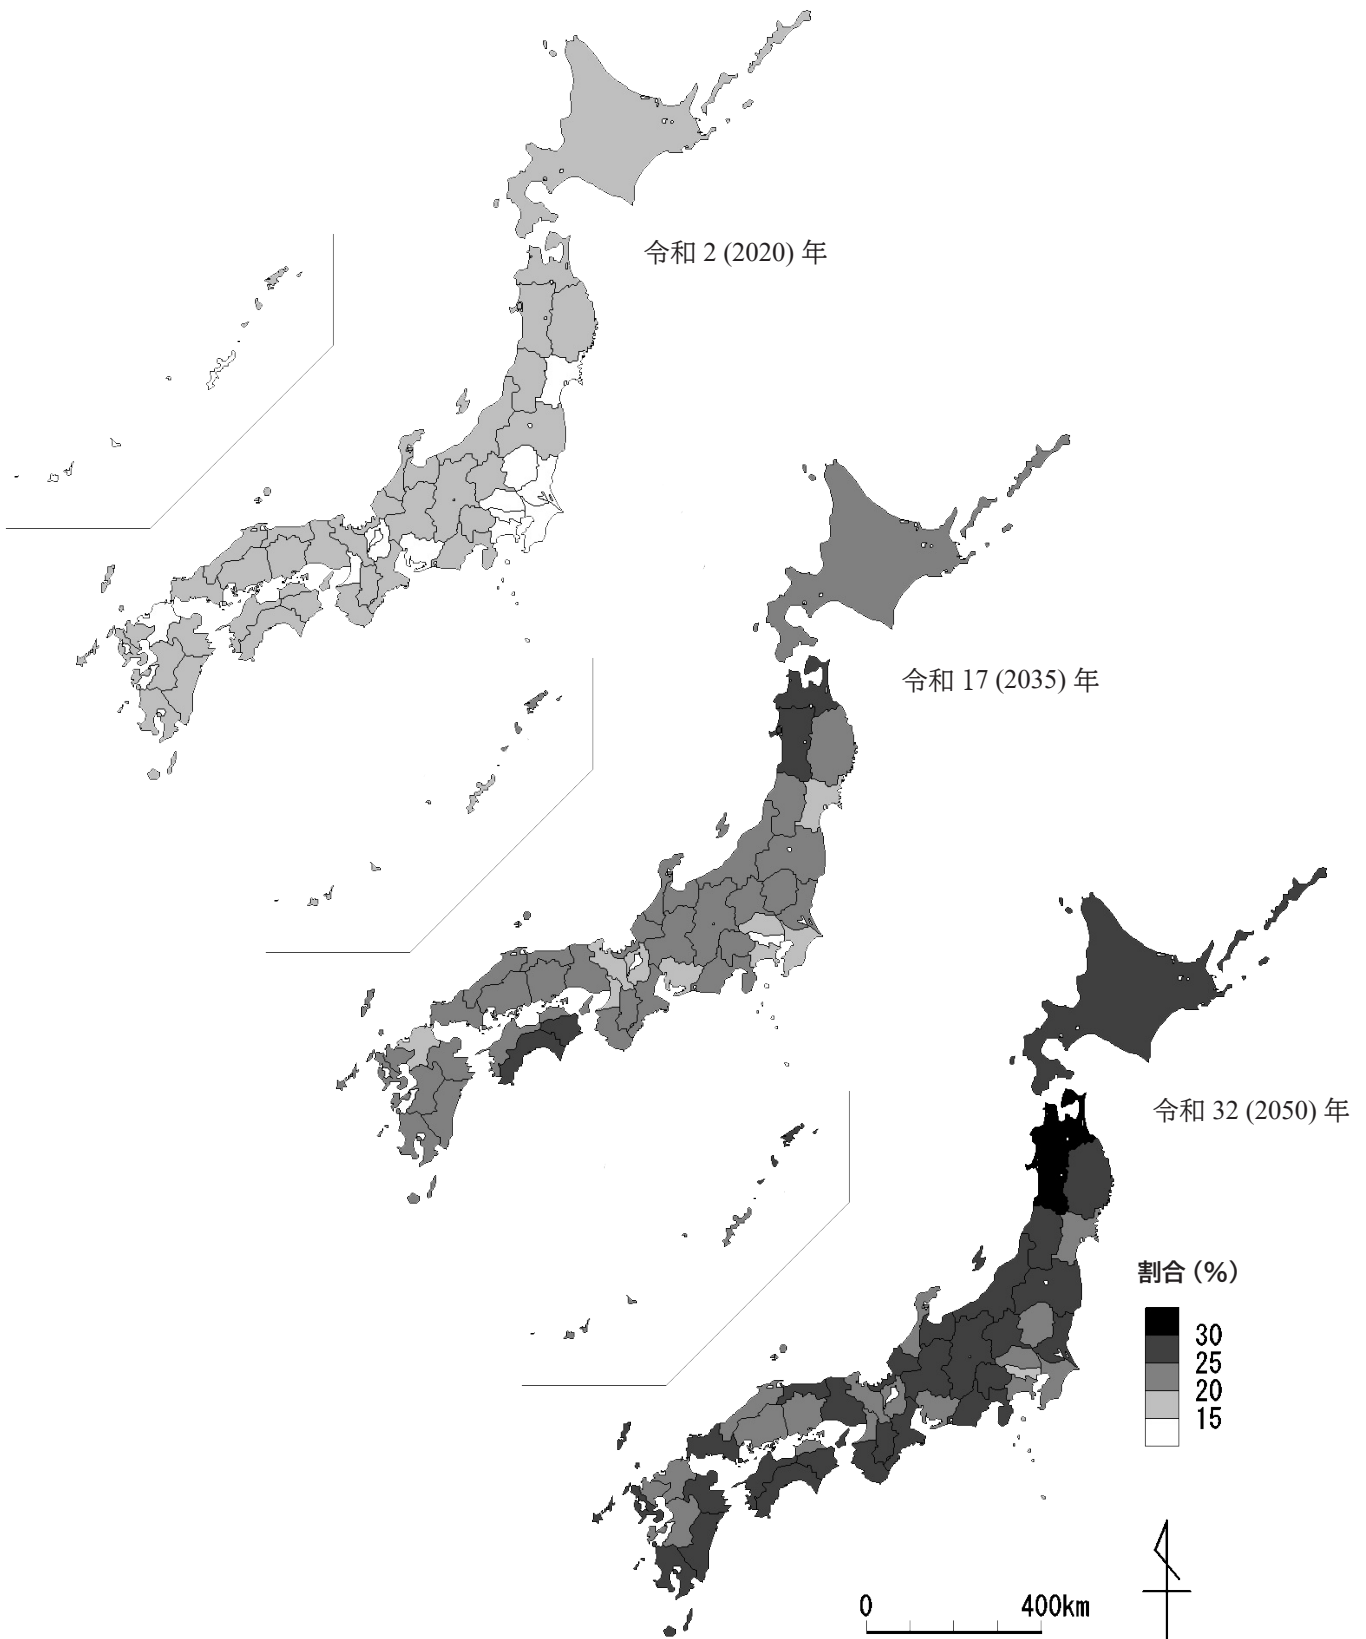 令和 2 (2020) 年
令和 17 (2035) 年
令和 32 (2050) 年
割合 (%)
30
25
20
15
0 400km